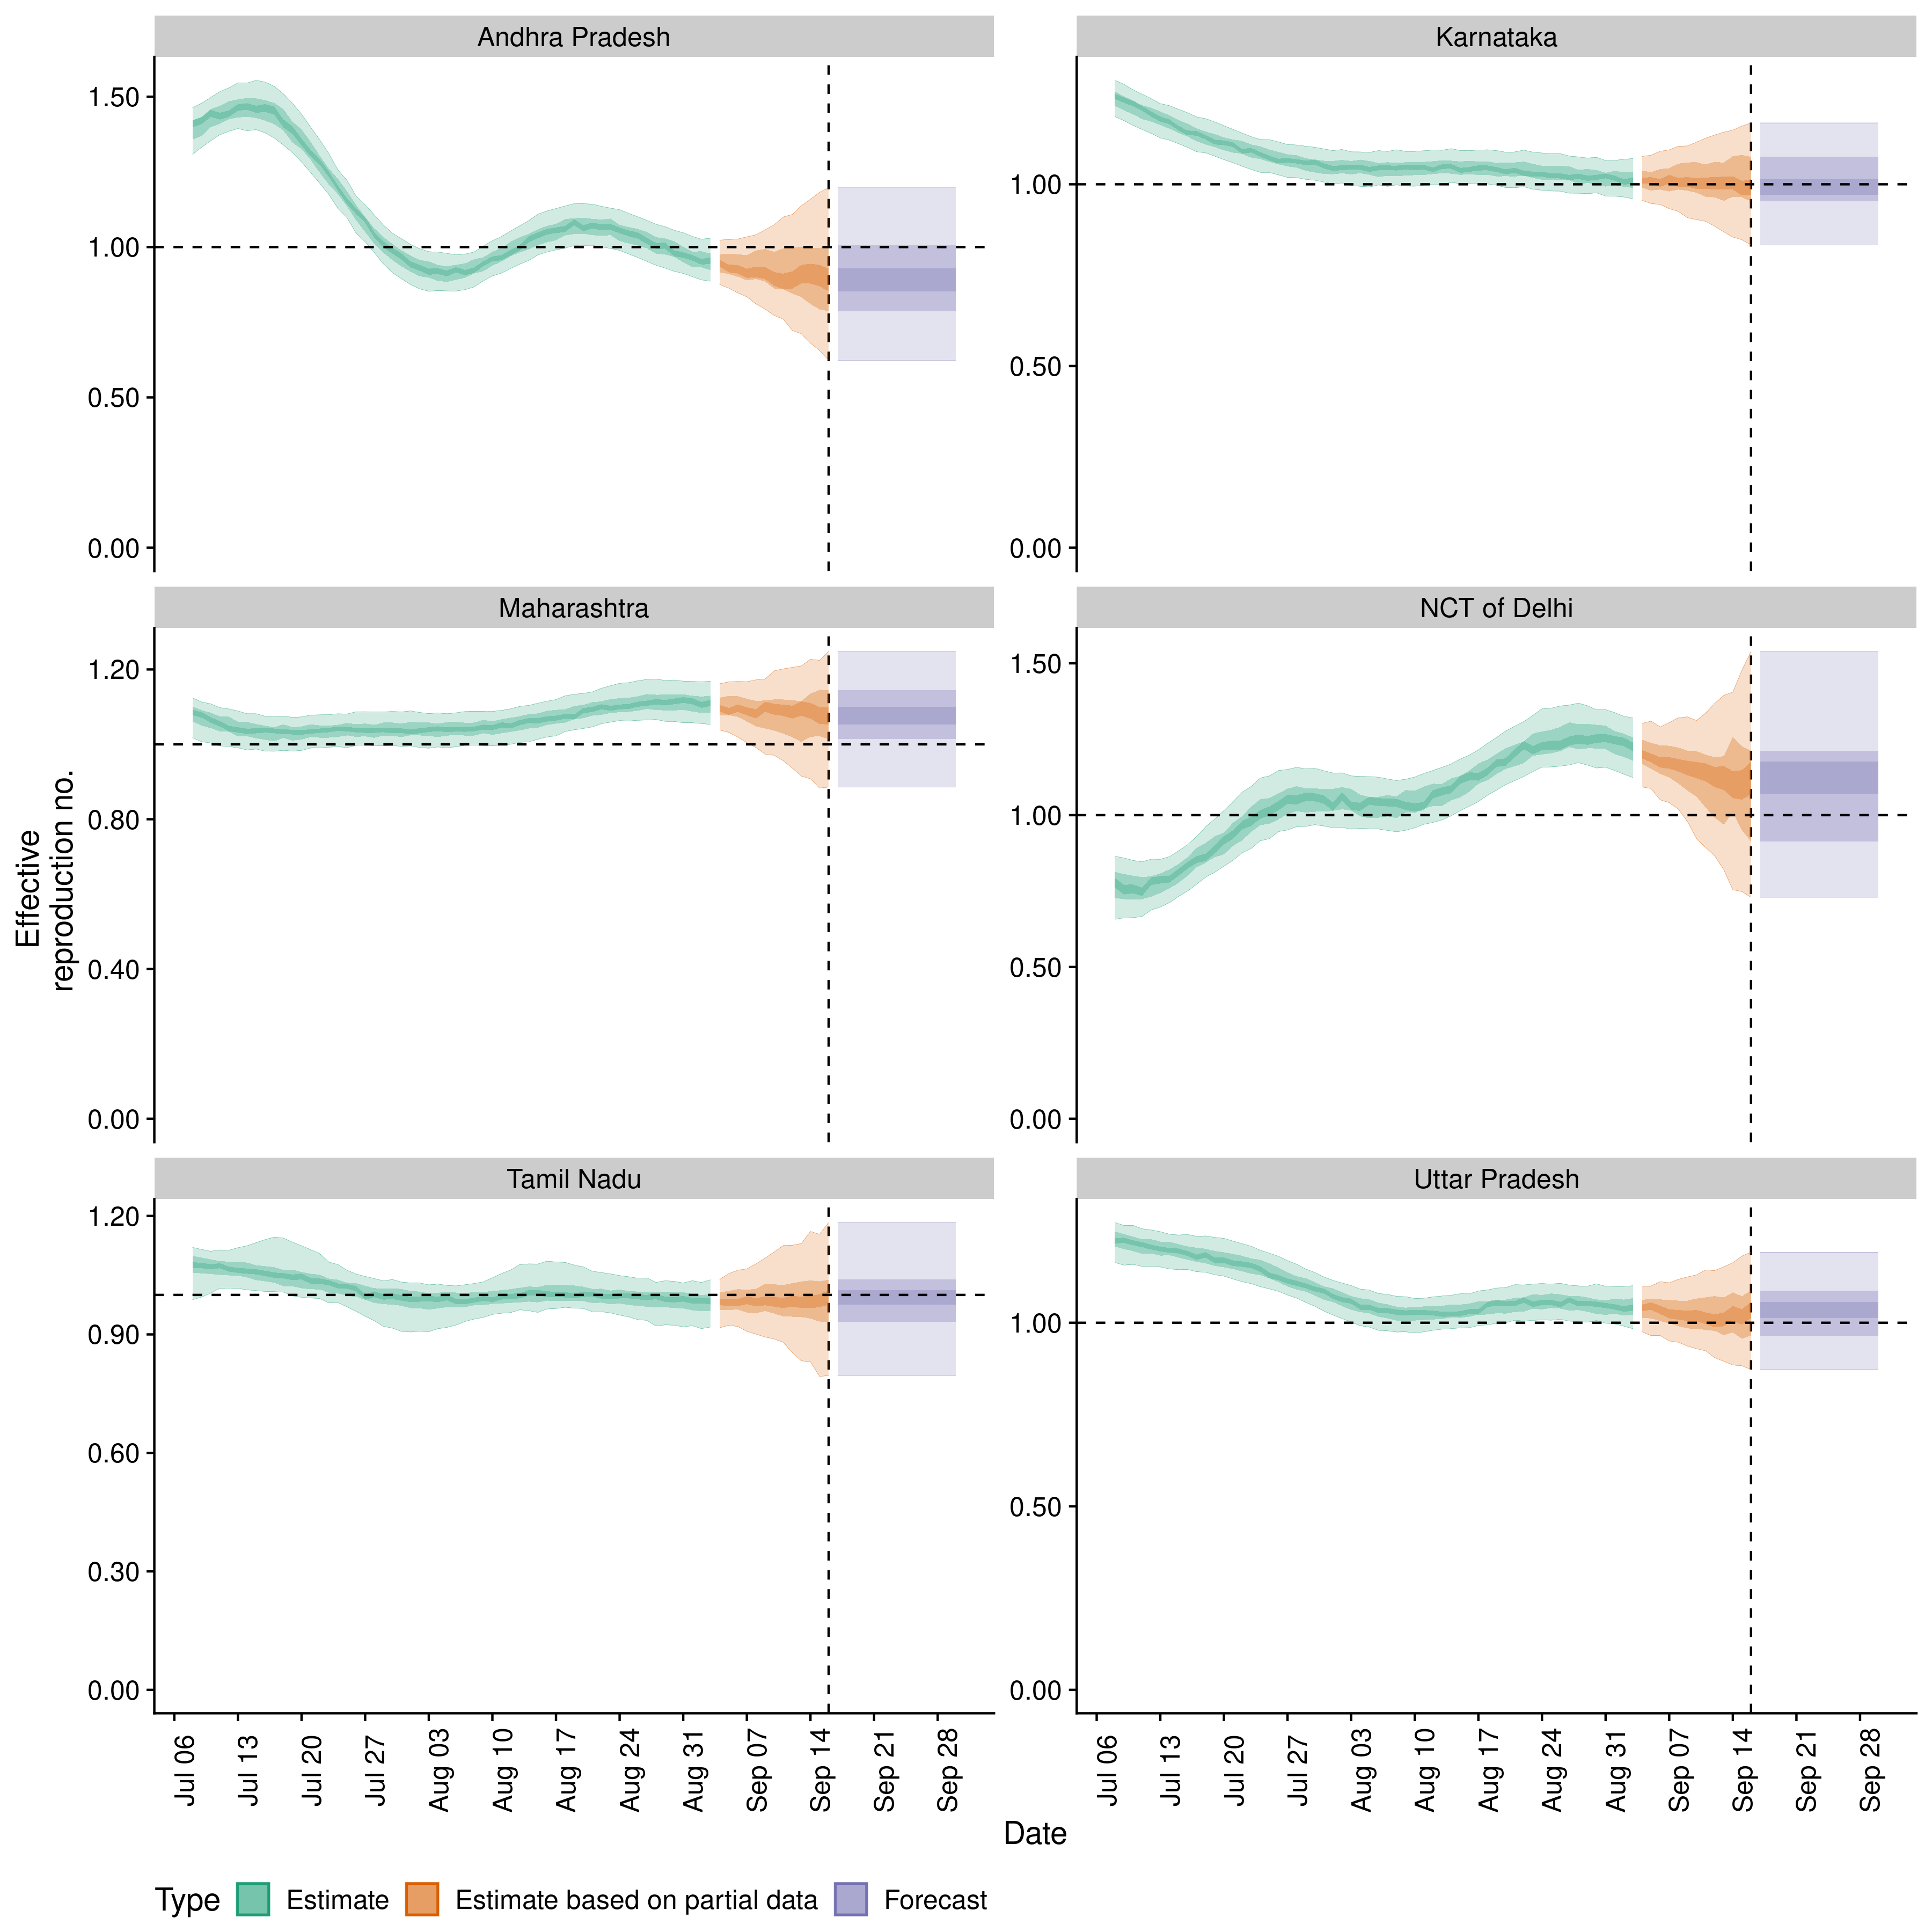 Andhra Pradesh
1.50
1.00
0.50
0.00
Karnataka
1.00
0.50
0.00
Maharashtra
1.20
0.80
0.40
0.00
NCT of Delhi
1.50
1.00
0.50
0.00
Tamil Nadu
1.20
0.90
0.60
0.30
0.00
Uttar Pradesh
1.00
0.50
0.00
Effective
reproduction no.
Jul 06
Jul 13
Jul 20
Jul 27
Aug 03
Aug 10
Aug 17
Aug 24
Aug 31
Sep 07
Sep 14
Sep 21
Sep 28
Jul 06
Jul 13
Jul 20
Jul 27
Aug 03
Aug 10
Aug 17
Aug 24
Aug 31
Sep 07
Sep 14
Sep 21
Sep 28
Date
Type Estimate Estimate based on partial data Forecast